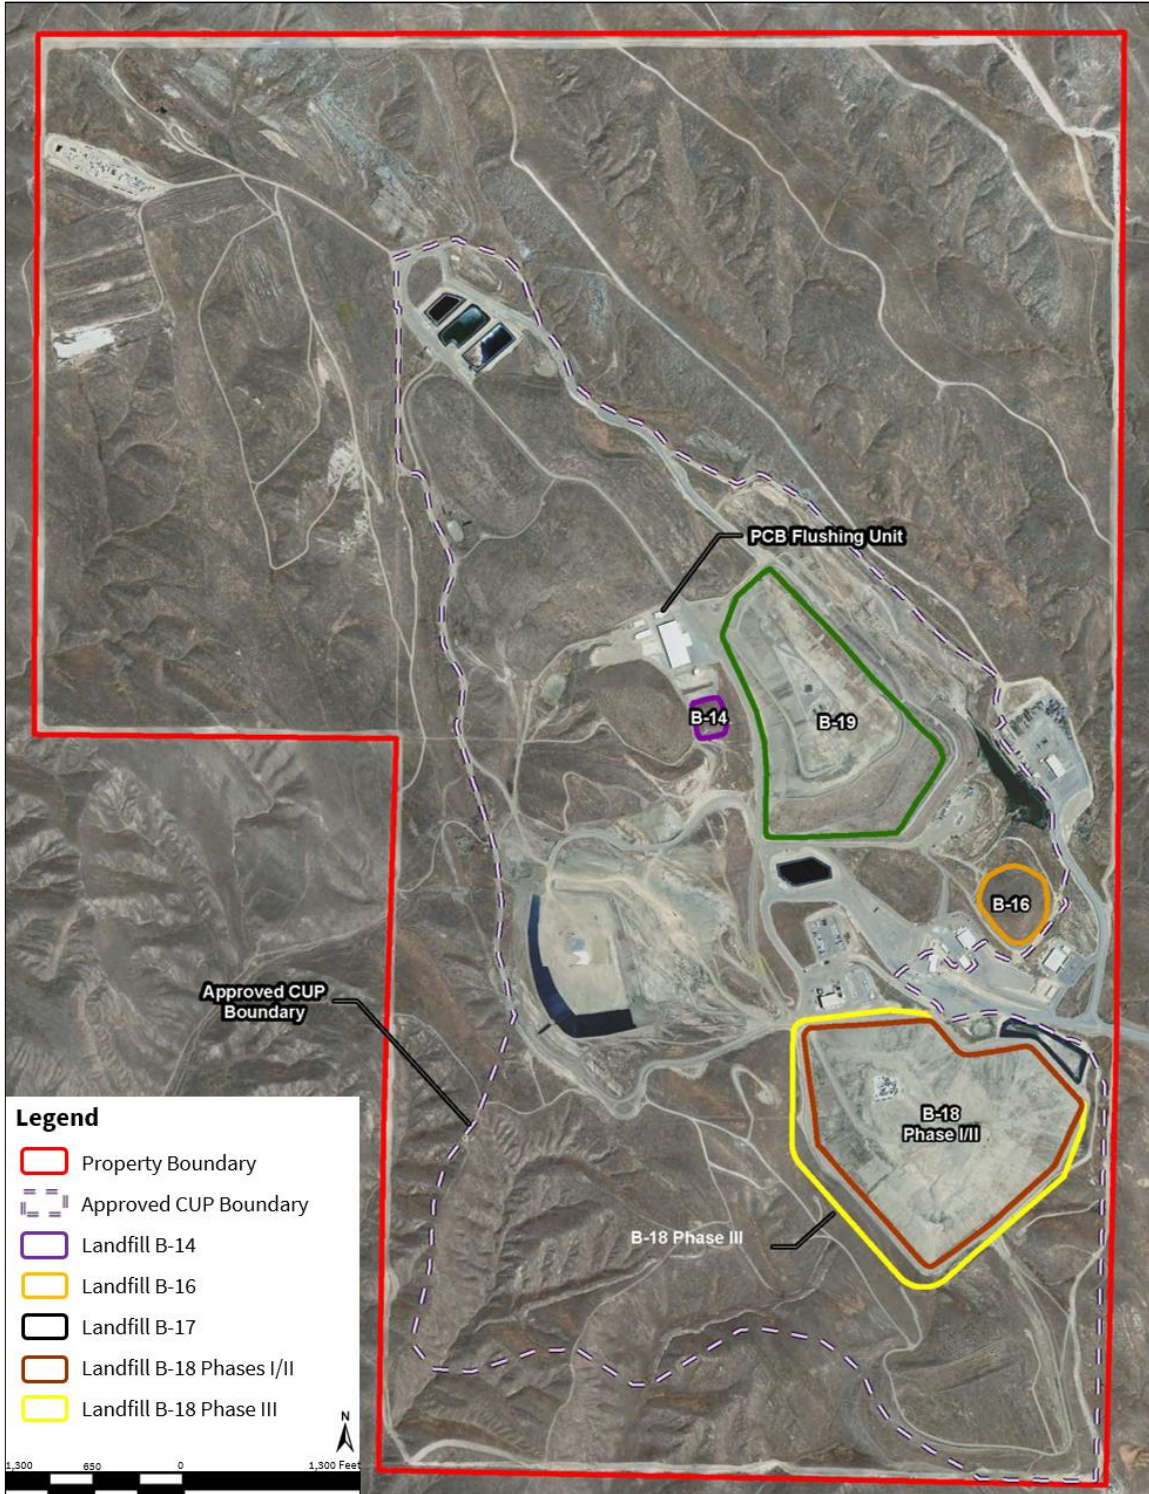 PCB Flushing Unit
B-14
B-19
B-16
Approved CUP
Boundary
B-18
Phase I/II
B-18 Phase III
Legend
Property Boundary
Approved CUP Boundary
Landfill B-14
Landfill B-16
Landfill B-17
Landfill B-18 Phases I/II
Landfill B-18 Phase III
N
1,300 650 0 1,300 Feet